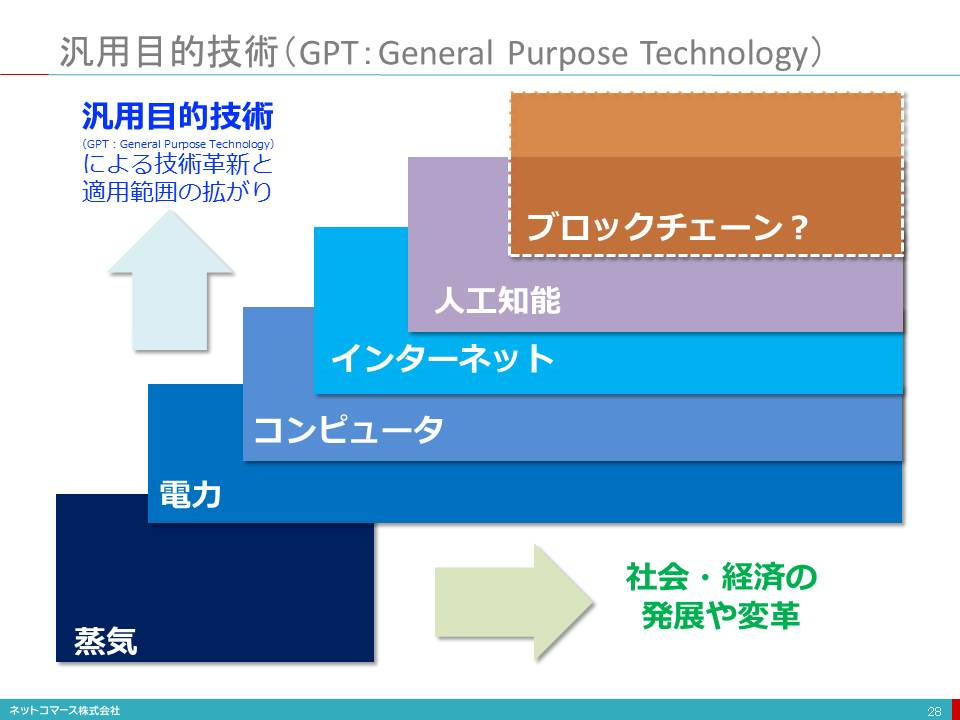 汎用目的技術（GPT：General Purpose Technology）
汎用目的技術
（GPT：General Purpose Technology）
による技術革新と
適用範囲の拡がり
ブロックチェーン？
人工知能
インターネット
コンピュータ
電力
蒸気
社会・経済の
発展や変革
ネットコマース株式会社
28